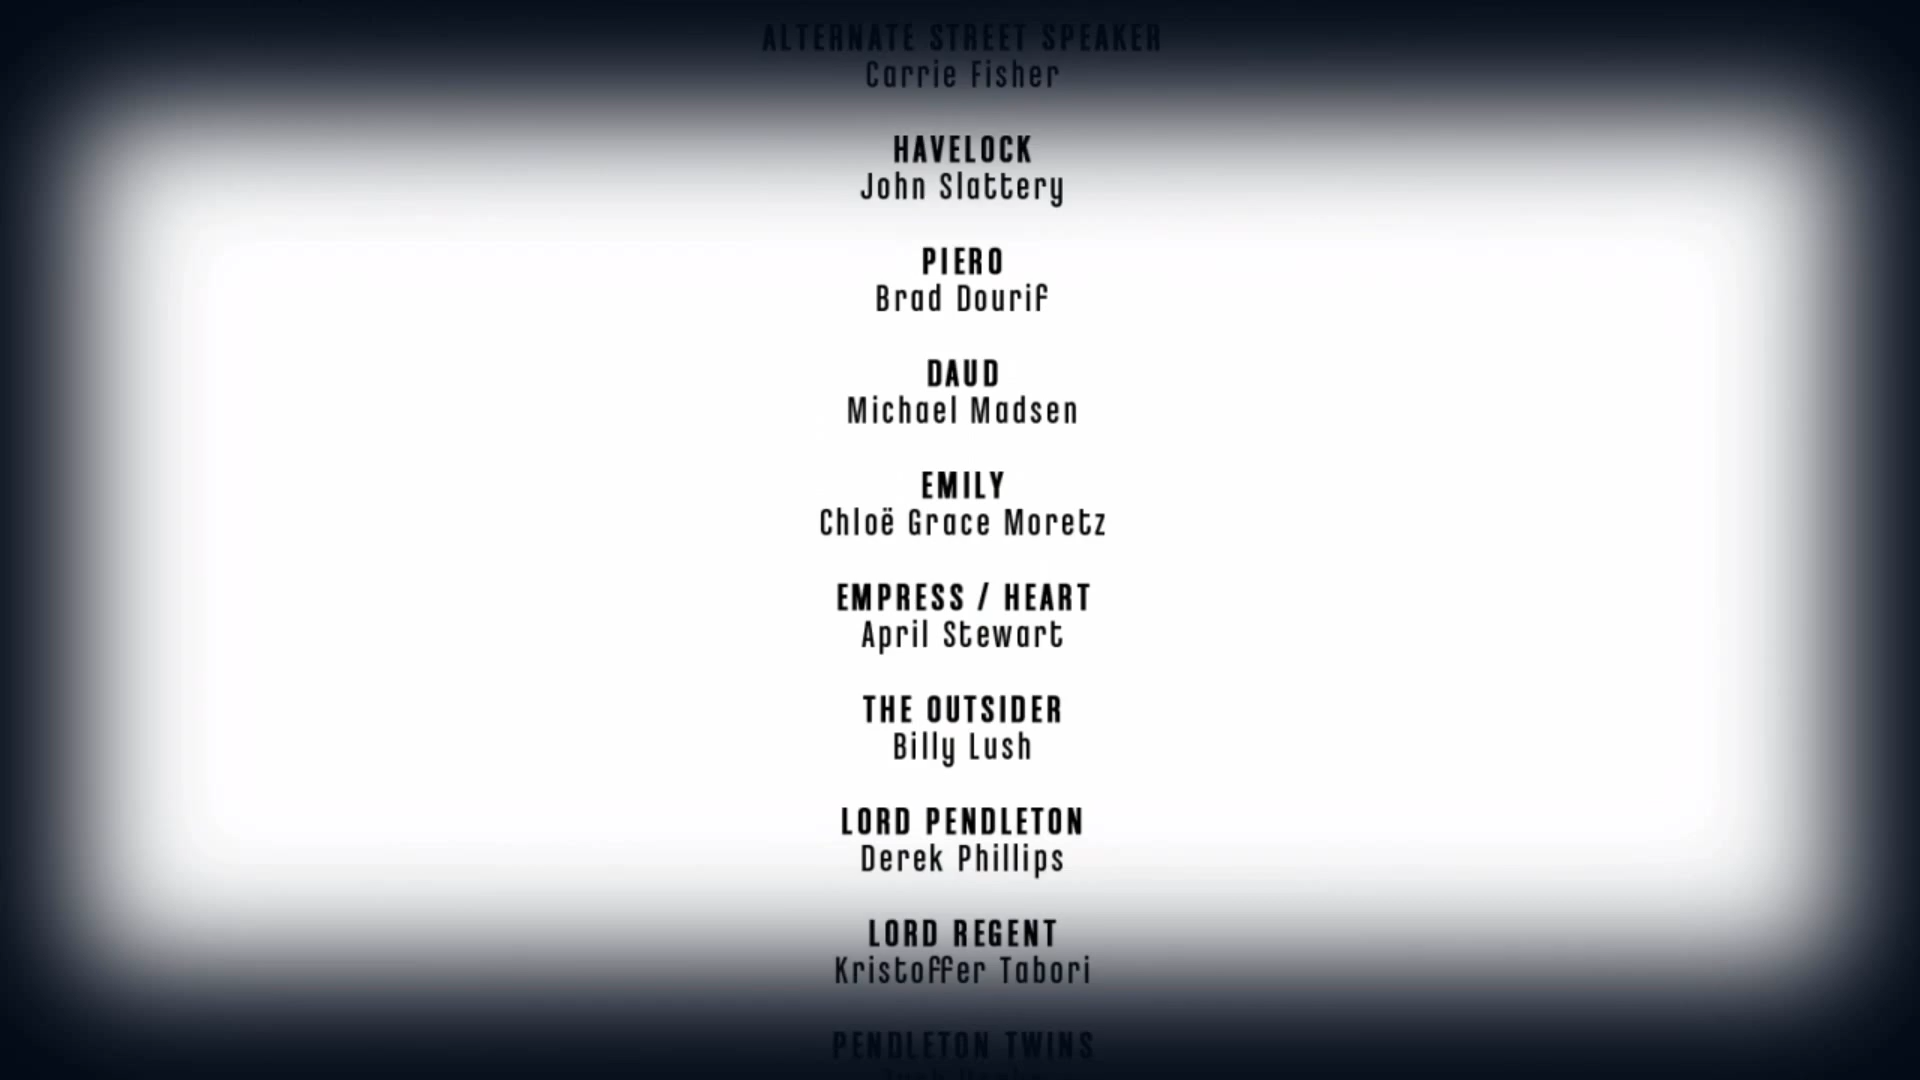 ALTERNATE STREET SPEAKER
Carrie Fisher
HAVELOCK
John Slattery
PIERO
Brad Dourif
DAUD
Michael Madsen
EMILY
Chloë Grace Moretz
EMPRESS / HEART
April Stewart
THE OUTSIDER
Billy Lush
LORD PENDLETON
Derek Phillips
LORD REGENT
Kristoffer Tabori
PENDLETON TWINS